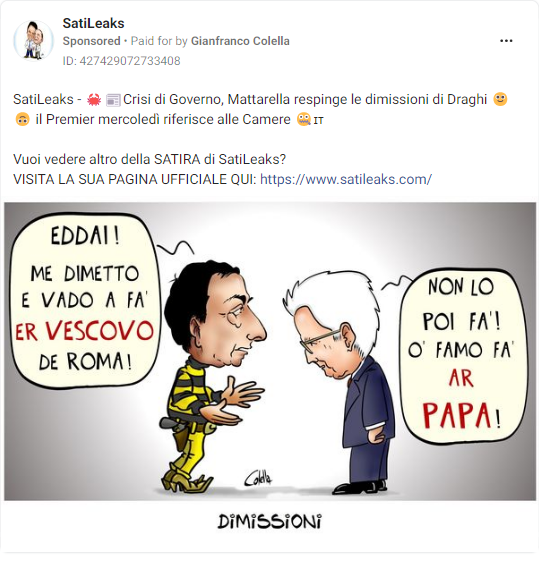 SatiLeaks
Sponsored • Paid for by Gianfranco Colella
ID: 427429072733408
SatiLeaks - 🦀 📰Crisi di Governo, Mattarella respinge le dimissioni di Draghi 🙂
🙃 il Premier mercoledì riferisce alle Camere 🤐 IT
Vuoi vedere altro della SATIRA di SatiLeaks?
VISITA LA SUA PAGINA UFFICIALE QUI: https://www.satileaks.com/
EDDAI!
ME DIMETTO
E VADO A FA'
ER VESCOVO
DE ROMA!
NON LO
POI FA'!
O' FAMO FA'
AR
PAPA!
Colella
DIMISSIONI